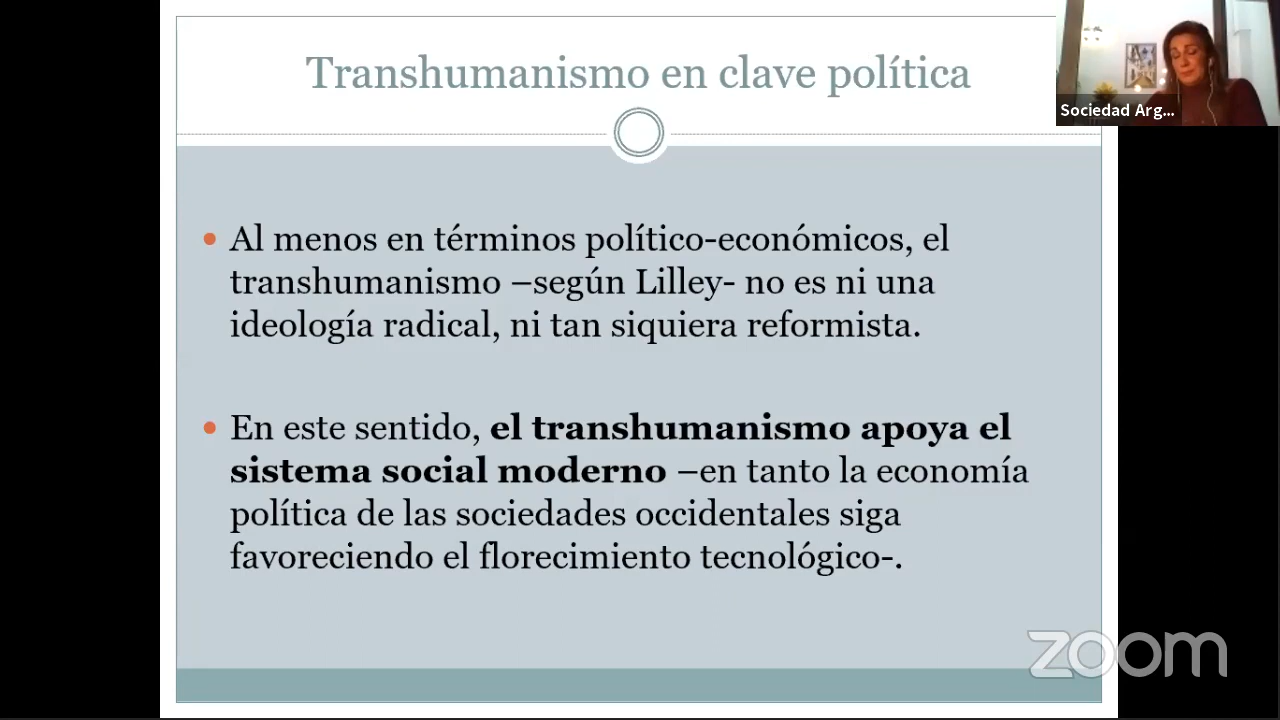 Transhumanismo en clave política
Sociedad Arg...
• Al menos en términos político-económicos, el
transhumanismo –según Lilley- no es ni una
ideología radical, ni tan siquiera reformista.
• En este sentido, el transhumanismo apoya el
sistema social moderno –en tanto la economía
política de las sociedades occidentales siga
favoreciendo el florecimiento tecnológico-.
zoom